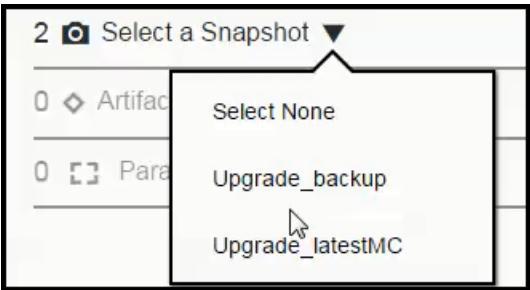 2 Select a Snapshot
Select None
0 Artifac
Upgrade_backup
0 Para
Upgrade_latestMC